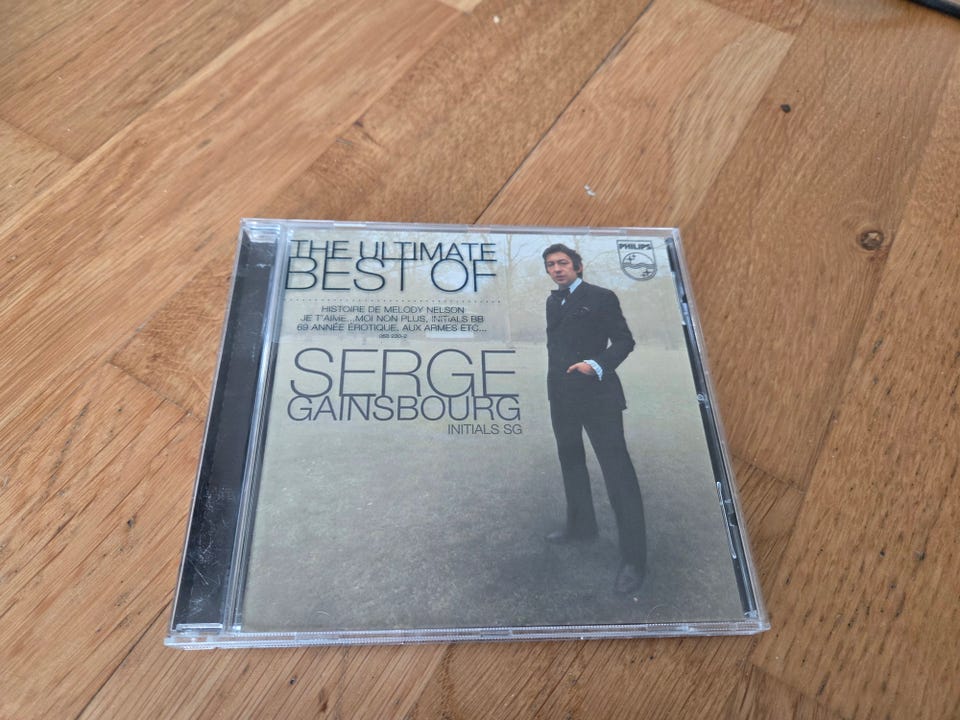 THE ULTIMATE
BEST OF
HISTOIRE DE MELODY NELSON
JE T'AIME...MOI NON PLUS, INITIALS BB
69 ANNÉE ÉROTIQUE, AUX ARMES ETC...
SERGE
GAINSBOURG
INITIALS SG
PHILIPS